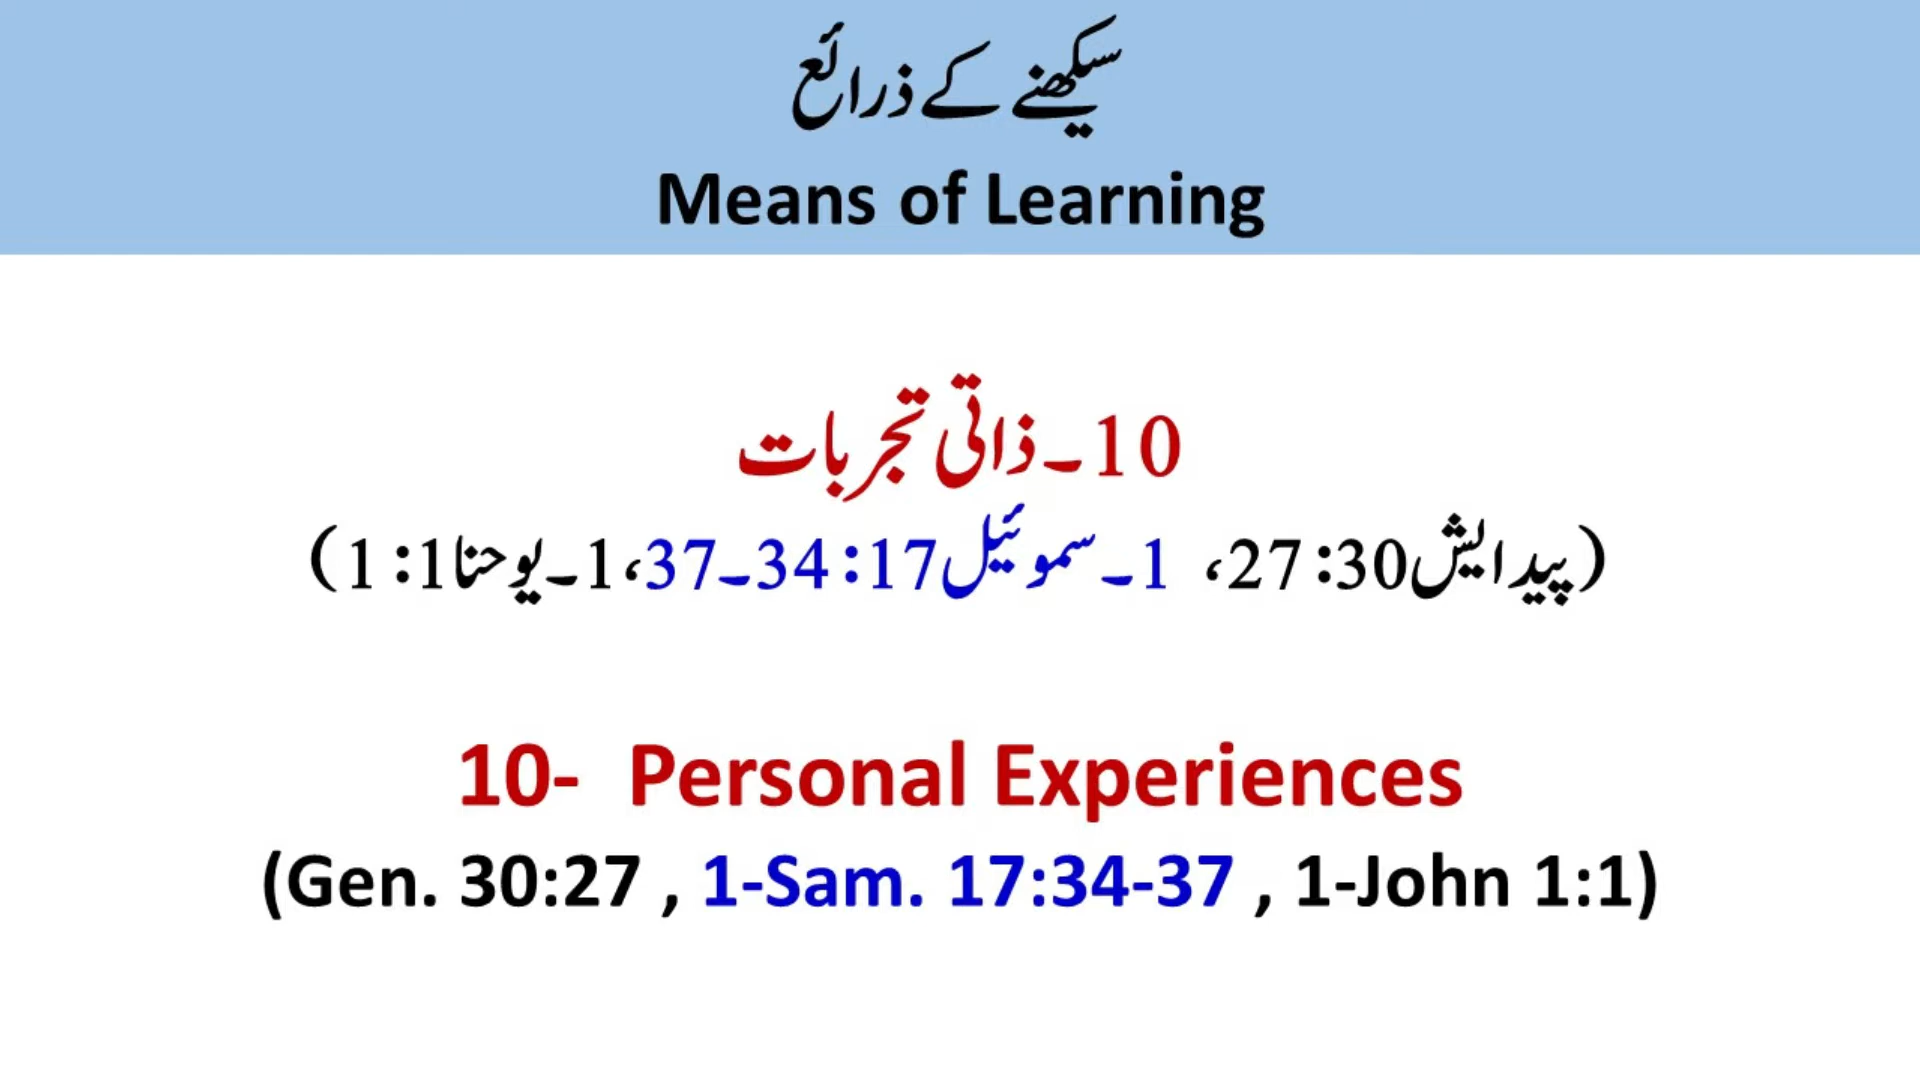 سیکھنے کے ذرائع
Means of Learning
10۔ذاتی تجربات
(پیدایش30:27، 1۔سموئیل17:34۔37،1۔یوحنا1:1)
10- Personal Experiences
(Gen. 30:27 , 1-Sam. 17:34-37 , 1-John 1:1)